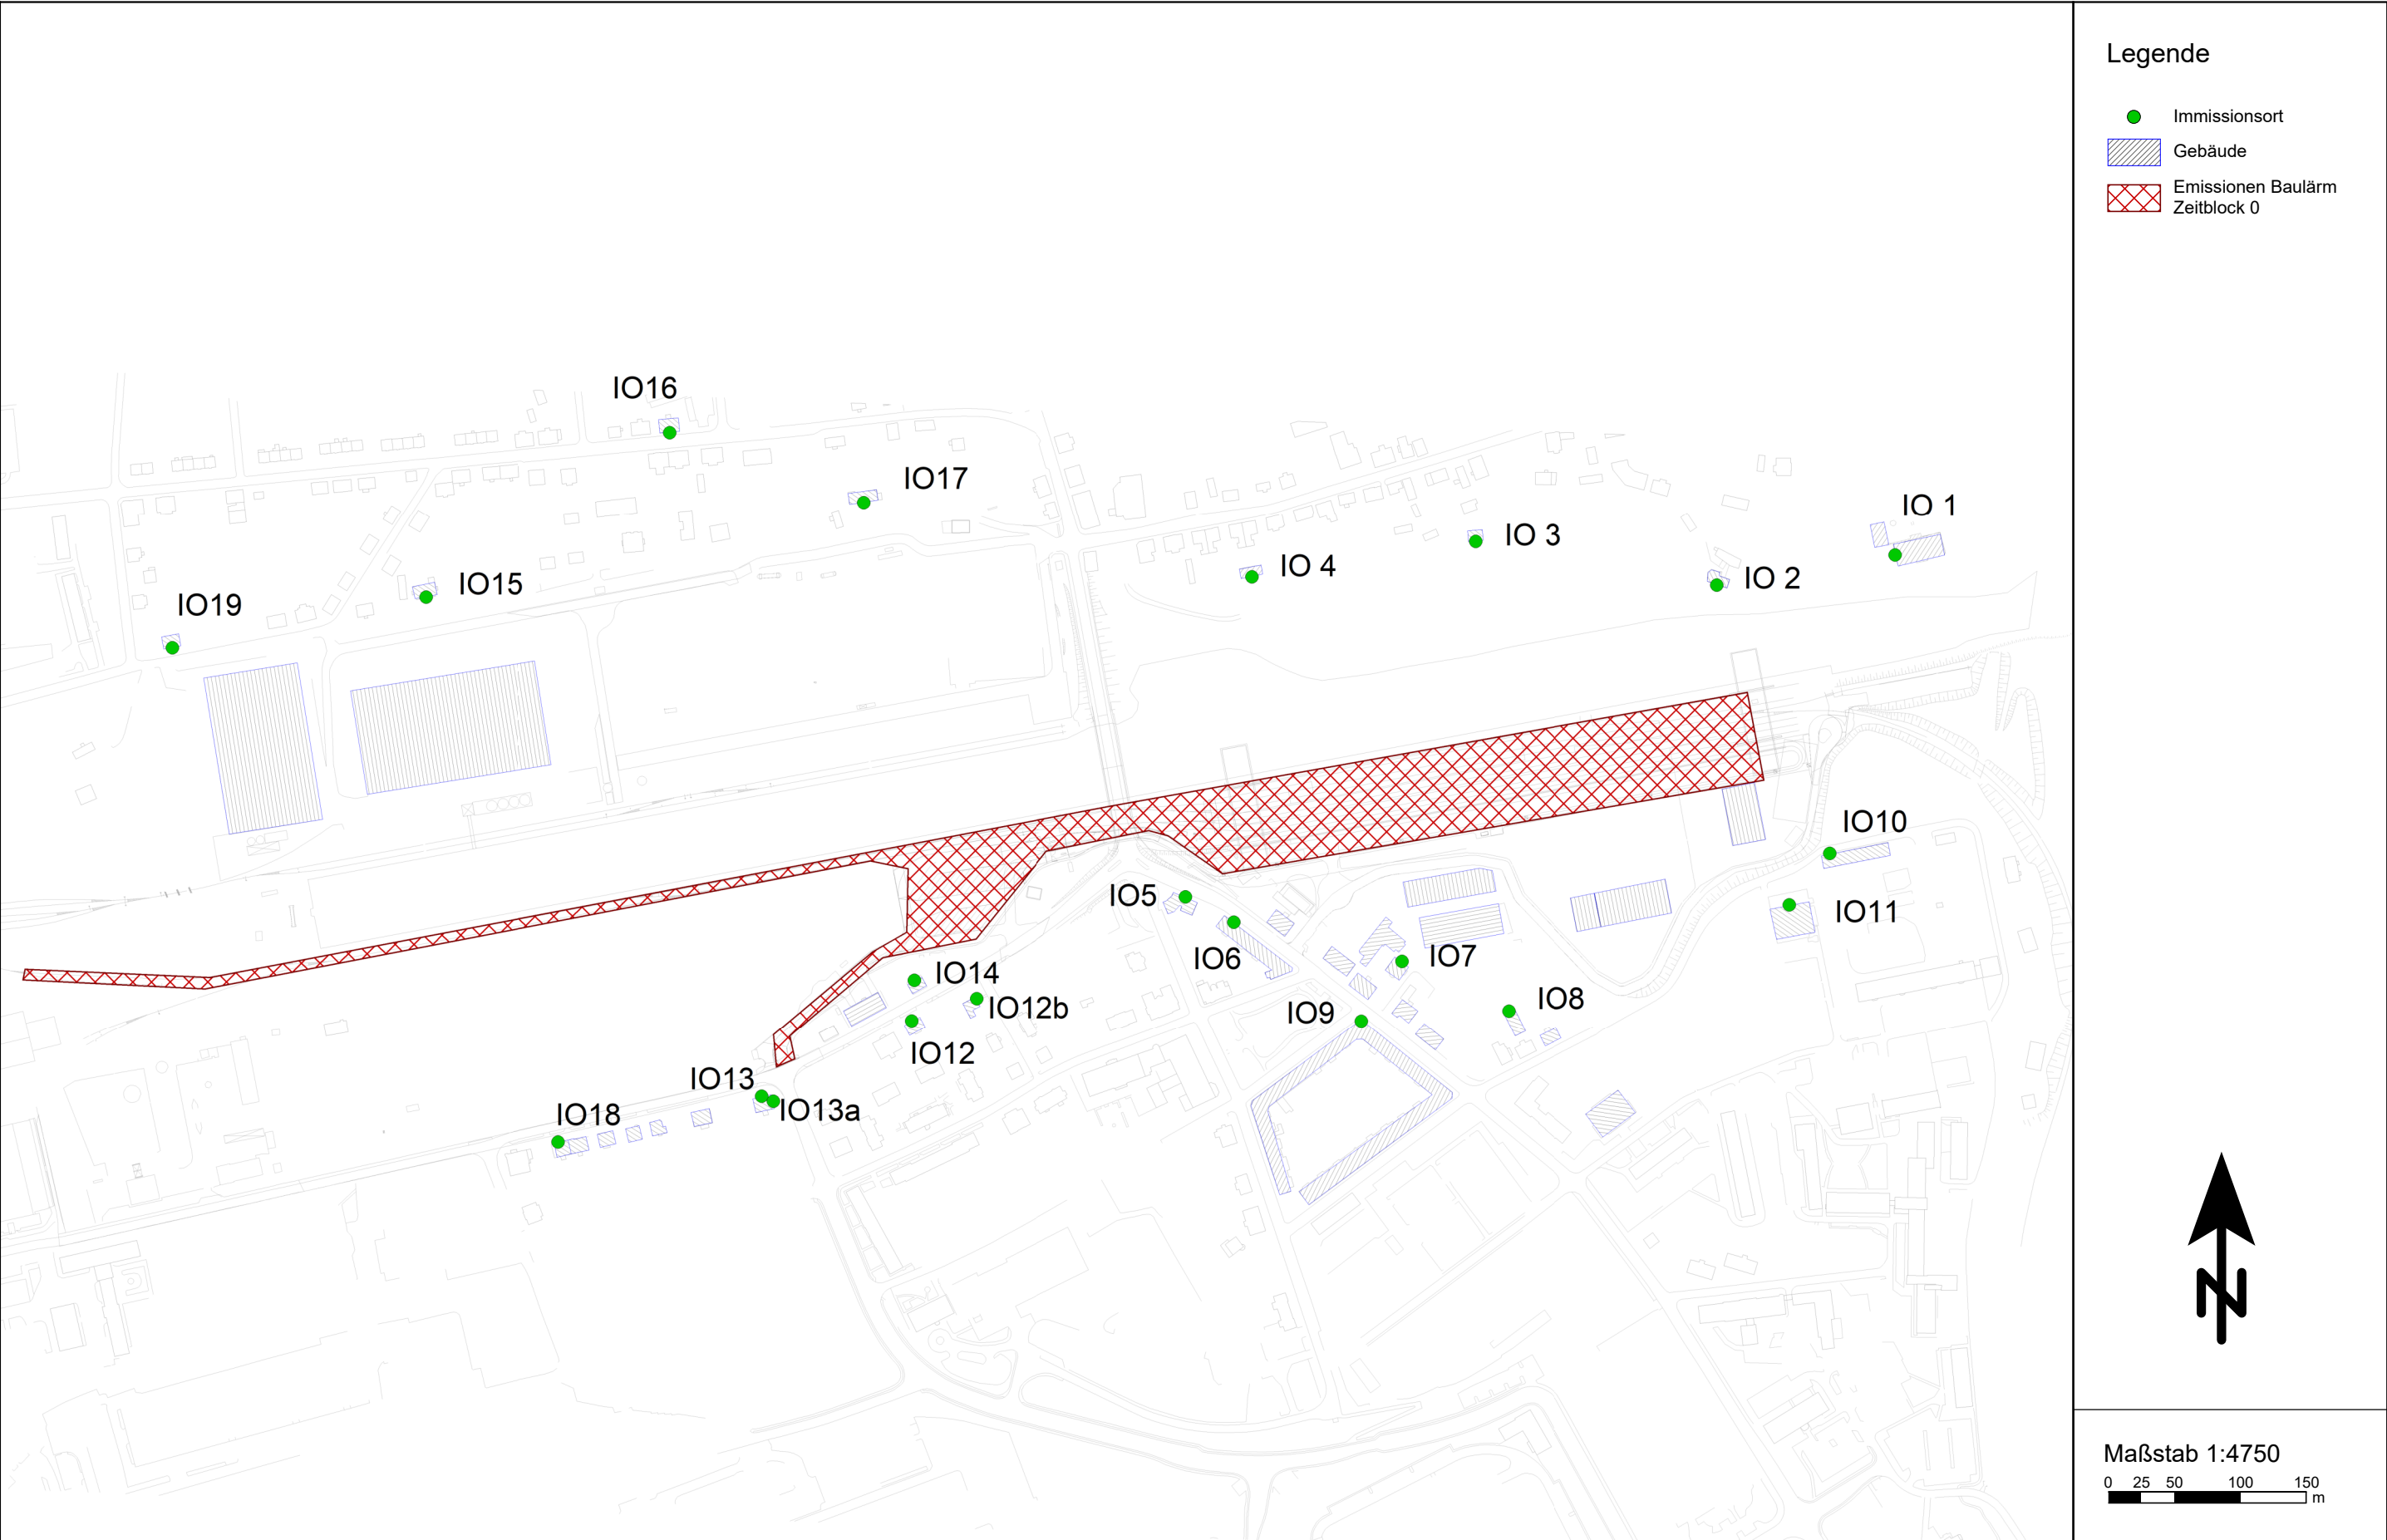 IO16
IO17
IO 1
IO 3
IO 4
IO 2
IO15
IO19
IO10
IO5
IO11
IO6
IO7
IO14
IO12b
IO8
IO9
IO12
IO13
IO13a
IO18
Legende
Immissionsort
Gebäude
Emissionen Baulärm
Zeitblock 0
N
Maßstab 1:4750
0 25 50 100 150
m